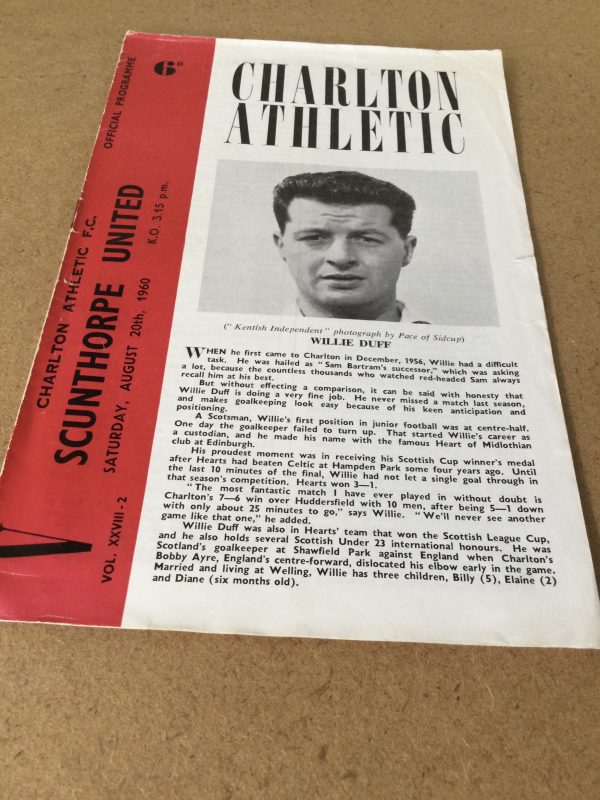 OFFICIAL PROGRAMME
6D
CHARLTON ATHLETIC F.C.
V
SCUNTHORPE UNITED
VOL. XXVIII - 2
SATURDAY, AUGUST 20th, 1960
K.O. 3.15 p.m.
CHARLTON
ATHLETIC
(" Kentish Independent " photograph by Pace of Sidcup)
WILLIE DUFF
WHEN he first came to Charlton in December, 1956, Willie had a difficult
task. He was hailed as " Sam Bartram's successor," which was asking
a lot, because the countless thousands who watched red-headed Sam always
recall him at his best.
But without effecting a comparison, it can be said with honesty that
Willie Duff is doing a very fine job. He never missed a match last season,
and makes goalkeeping look easy because of his keen anticipation and
positioning.
A Scotsman, Willie's first position in junior football was at centre-half.
One day the goalkeeper failed to turn up. That started Willie's career as
a custodian, and he made his name with the famous Heart of Midlothian
club at Edinburgh.
His proudest moment was in receiving his Scottish Cup winner's medal
after Hearts had beaten Celtic at Hampden Park some four years ago. Until
the last 10 minutes of the final, Willie had not let a single goal through in
that season's competition. Hearts won 3—1.
" The most fantastic match I have ever played in without doubt is
Charlton's 7—6 win over Huddersfield with 10 men, after being 5—1 down
with only about 25 minutes to go," says Willie. " We'll never see another
game like that one," he added.
Willie Duff was also in Hearts' team that won the Scottish League Cup,
and he also holds several Scottish Under 23 international honours. He was
Scotland's goalkeeper at Shawfield Park against England when Charlton's
Bobby Ayre, England's centre-forward, dislocated his elbow early in the game.
Married and living at Welling, Willie has three children, Billy (5), Elaine (2)
and Diane (six months old).